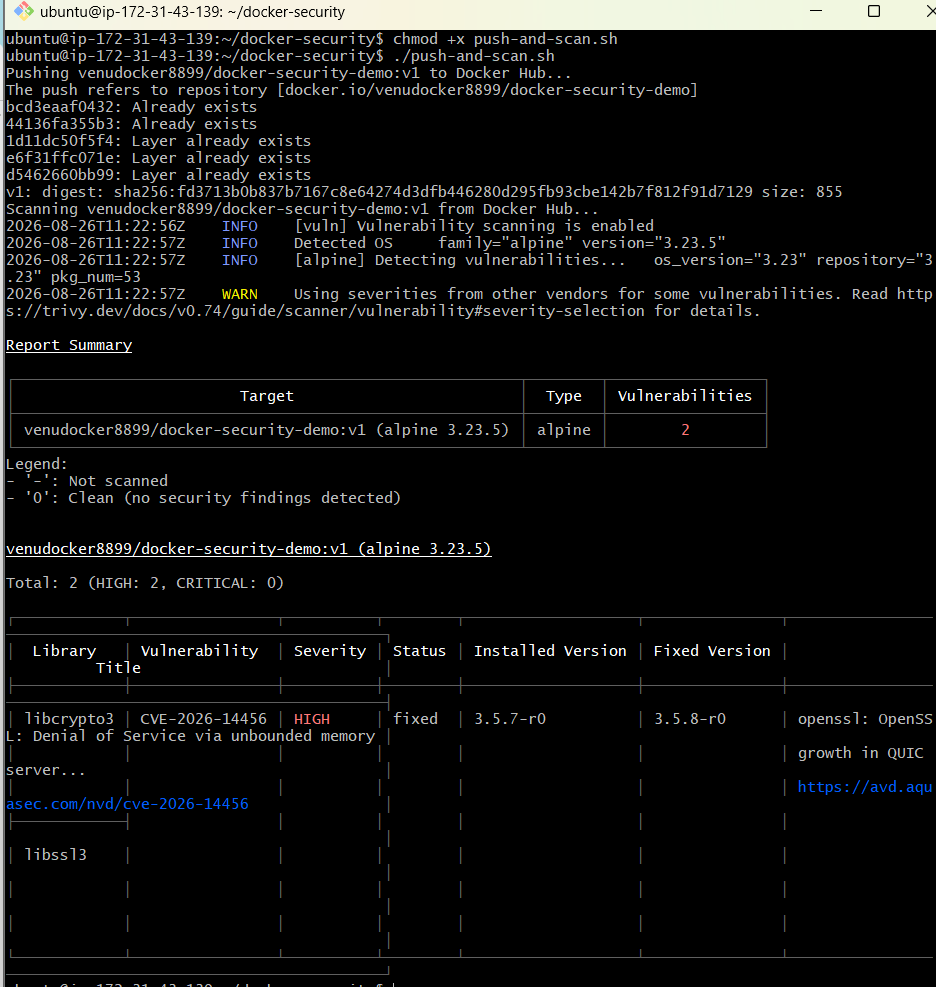 ubuntu@ip-172-31-43-139: ~/docker-security
ubuntu@ip-172-31-43-139:~/docker-security$ chmod +x push-and-scan.sh
ubuntu@ip-172-31-43-139:~/docker-security$ ./push-and-scan.sh
Pushing venudocker8899/docker-security-demo:v1 to Docker Hub...
The push refers to repository [docker.io/venudocker8899/docker-security-demo]
bcd3eaaf0432: Already exists
44136fa355b3: Already exists
1d11dc50f5f4: Layer already exists
e6f31ffc071e: Layer already exists
d5462660bb99: Layer already exists
v1: digest: sha256:fd3713b0b837b7167c8e64274d3dfb446280d295fb93cbe142b7f812f91d7129 size: 855
Scanning venudocker8899/docker-security-demo:v1 from Docker Hub...
2026-08-26T11:22:56Z    INFO    [vuln] Vulnerability scanning is enabled
2026-08-26T11:22:57Z    INFO    Detected OS     family="alpine" version="3.23.5"
2026-08-26T11:22:57Z    INFO    [alpine] Detecting vulnerabilities...   os_version="3.23" repository="3
.23" pkg_num=53
2026-08-26T11:22:57Z    WARN    Using severities from other vendors for some vulnerabilities. Read http
s://trivy.dev/docs/v0.74/guide/scanner/vulnerability#severity-selection for details.
Report Summary
Target Type Vulnerabilities
venudocker8899/docker-security-demo:v1 (alpine 3.23.5) alpine 2
Legend:
- '-': Not scanned
- '0': Clean (no security findings detected)
venudocker8899/docker-security-demo:v1 (alpine 3.23.5)
Total: 2 (HIGH: 2, CRITICAL: 0)
Library Vulnerability Severity Status Installed Version Fixed Version
Title
libcrypto3 CVE-2026-14456 HIGH fixed 3.5.7-r0 3.5.8-r0 openssl: OpenSS
L: Denial of Service via unbounded memory
growth in QUIC
server...
https://avd.aqu
asec.com/nvd/cve-2026-14456
libssl3